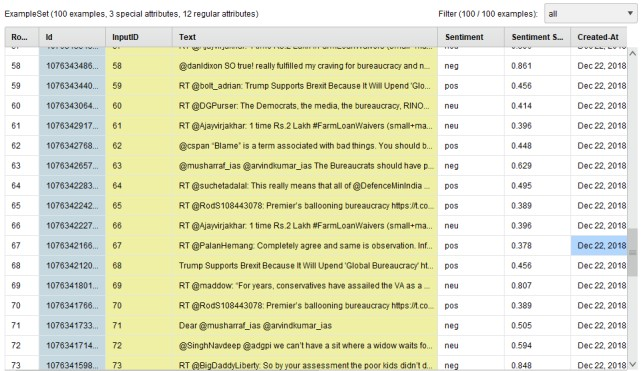 ExampleSet (100 examples, 3 special attributes, 12 regular attributes) Filter (100 / 100 examples): all
Ro... Id InputID Text Sentiment Sentiment S... Created-At
58 1076343486... 58 @danldixon SO true! really fulfilled my craving for bureaucracy and n... neg 0.861 Dec 22, 2018
59 1076343440... 59 RT @bolt_adrian: Trump Supports Brexit Because It Will Upend 'Glo... pos 0.456 Dec 22, 2018
60 1076343064... 60 RT @DGPurser: The Democrats, the media, the bureaucracy, RINO... neu 0.414 Dec 22, 2018
61 1076342917... 61 RT @Ajayvirjakhar: 1 time Rs.2 Lakh #FarmLoanWaivers (small+ma... neu 0.396 Dec 22, 2018
62 1076342768... 62 @cspan “Blame” is a term associated with bad things. You should b... pos 0.448 Dec 22, 2018
63 1076342657... 63 @musharraf_ias @arvindkumar_ias The Bureaucrats should have p... neg 0.629 Dec 22, 2018
64 1076342283... 64 RT @suchetadalal: This really means that all of @DefenceMinIndia ... pos 0.495 Dec 22, 2018
65 1076342242... 65 RT @RodS108443078: Premier’s ballooning bureaucracy https://t.co... pos 0.389 Dec 22, 2018
66 1076342227... 66 RT @Ajayvirjakhar: 1 time Rs.2 Lakh #FarmLoanWaivers (small+ma... neu 0.396 Dec 22, 2018
67 1076342166... 67 RT @PalanHemang: Completely agree and same is observation. Inf... pos 0.378 Dec 22, 2018
68 1076342120... 68 Trump Supports Brexit Because It Will Upend 'Global Bureaucracy' ht... pos 0.456 Dec 22, 2018
69 1076341801... 69 RT @maddow: “For years, conservatives have assailed the VA as a ... neu 0.807 Dec 22, 2018
70 1076341766... 70 RT @RodS108443078: Premier’s ballooning bureaucracy https://t.co... pos 0.389 Dec 22, 2018
71 1076341733... 71 Dear @musharraf_ias @arvindkumar_ias neg 0.505 Dec 22, 2018
72 1076341714... 72 @SinghNavdeep @adgpi we can’t have a sit where a widow waits fo... neu 0.594 Dec 22, 2018
73 1076341598... 73 RT @BigDaddyLiberty: So by your assessment the poor kids didn’t d... neg 0.848 Dec 22, 2018